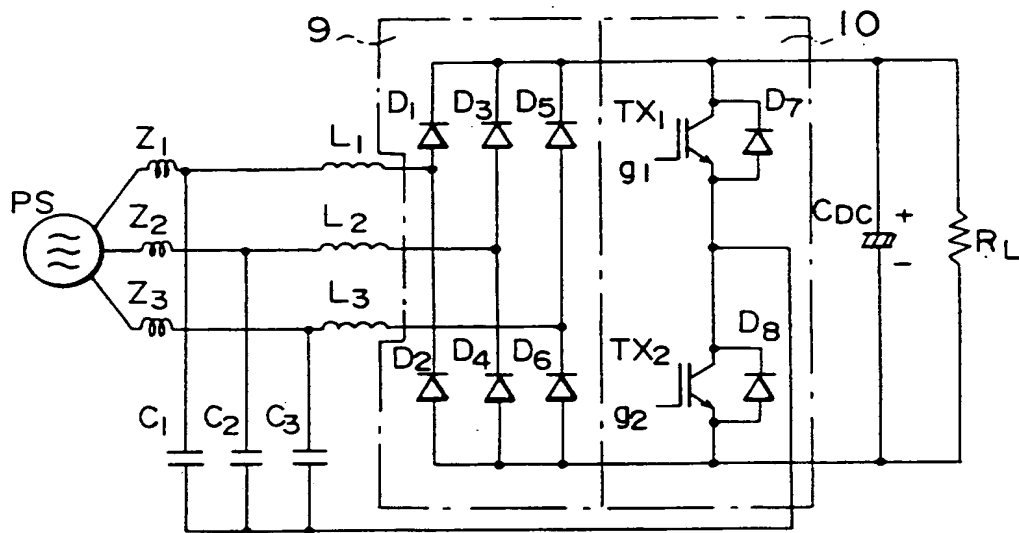 9 10
D1 D3 D5 TX1 D7
Z1 L1
g1
PS
Z2 L2 CDC + RL
-
Z3 L3
D2 D4 D6 TX2 D8
C1 C2 C3 g2